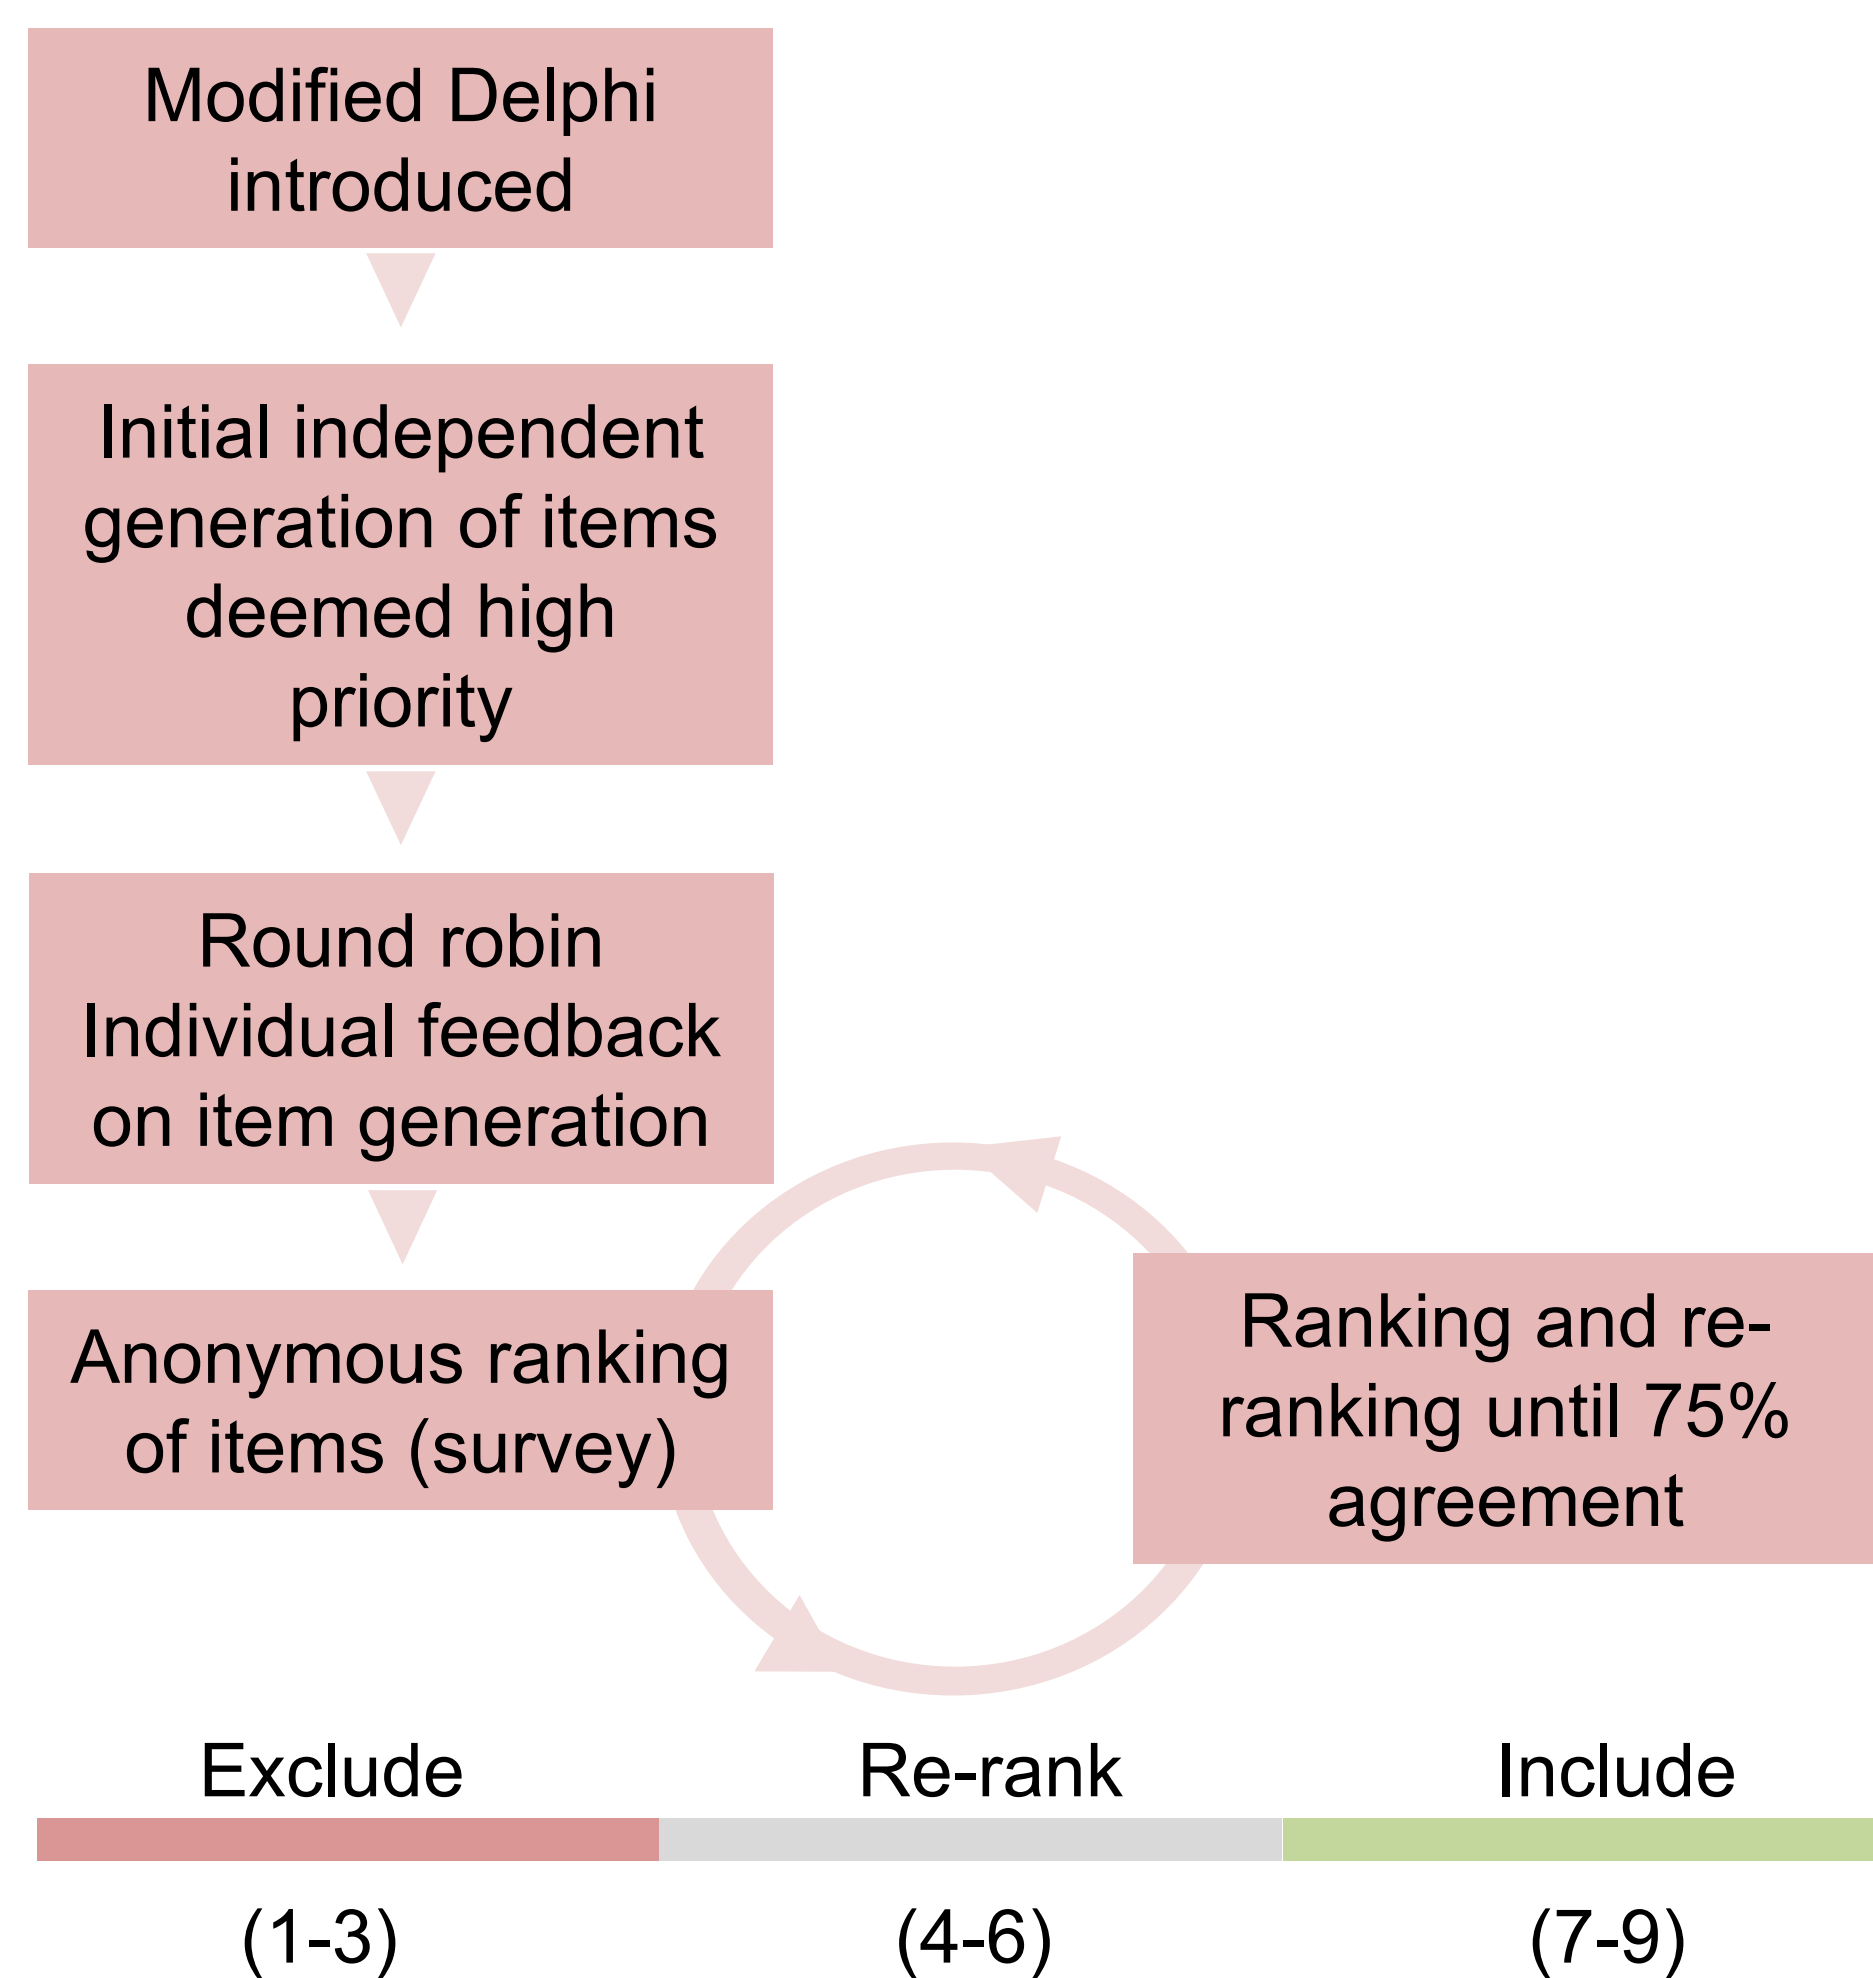 Modified Delphi
introduced
Initial independent
generation of items
deemed high
priority
Round robin
Individual feedback
on item generation
Anonymous ranking
of items (survey)
Ranking and re-
ranking until 75%
agreement
Exclude
Re-rank
Include
(1-3)
(4-6)
(7-9)